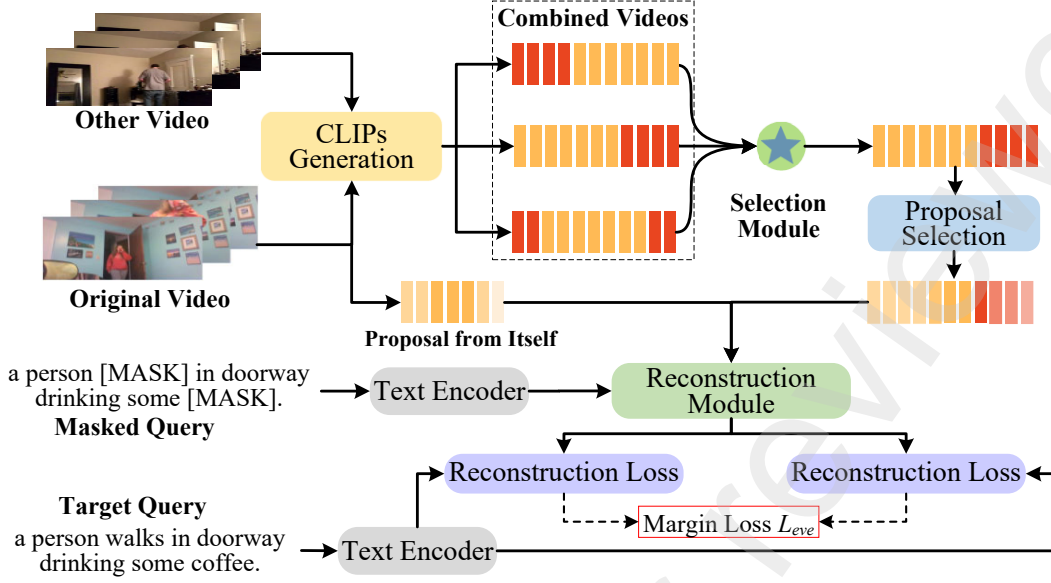 Combined Videos
Other Video
CLIPs
Generation
Selection
Module
Proposal
Selection
Original Video
Proposal from Itself
a person [MASK] in doorway
drinking some [MASK].
Masked Query
Text Encoder
Reconstruction
Module
Reconstruction Loss
Reconstruction Loss
Target Query
a person walks in doorway
drinking some coffee.
Text Encoder
Margin Loss L_eve
review